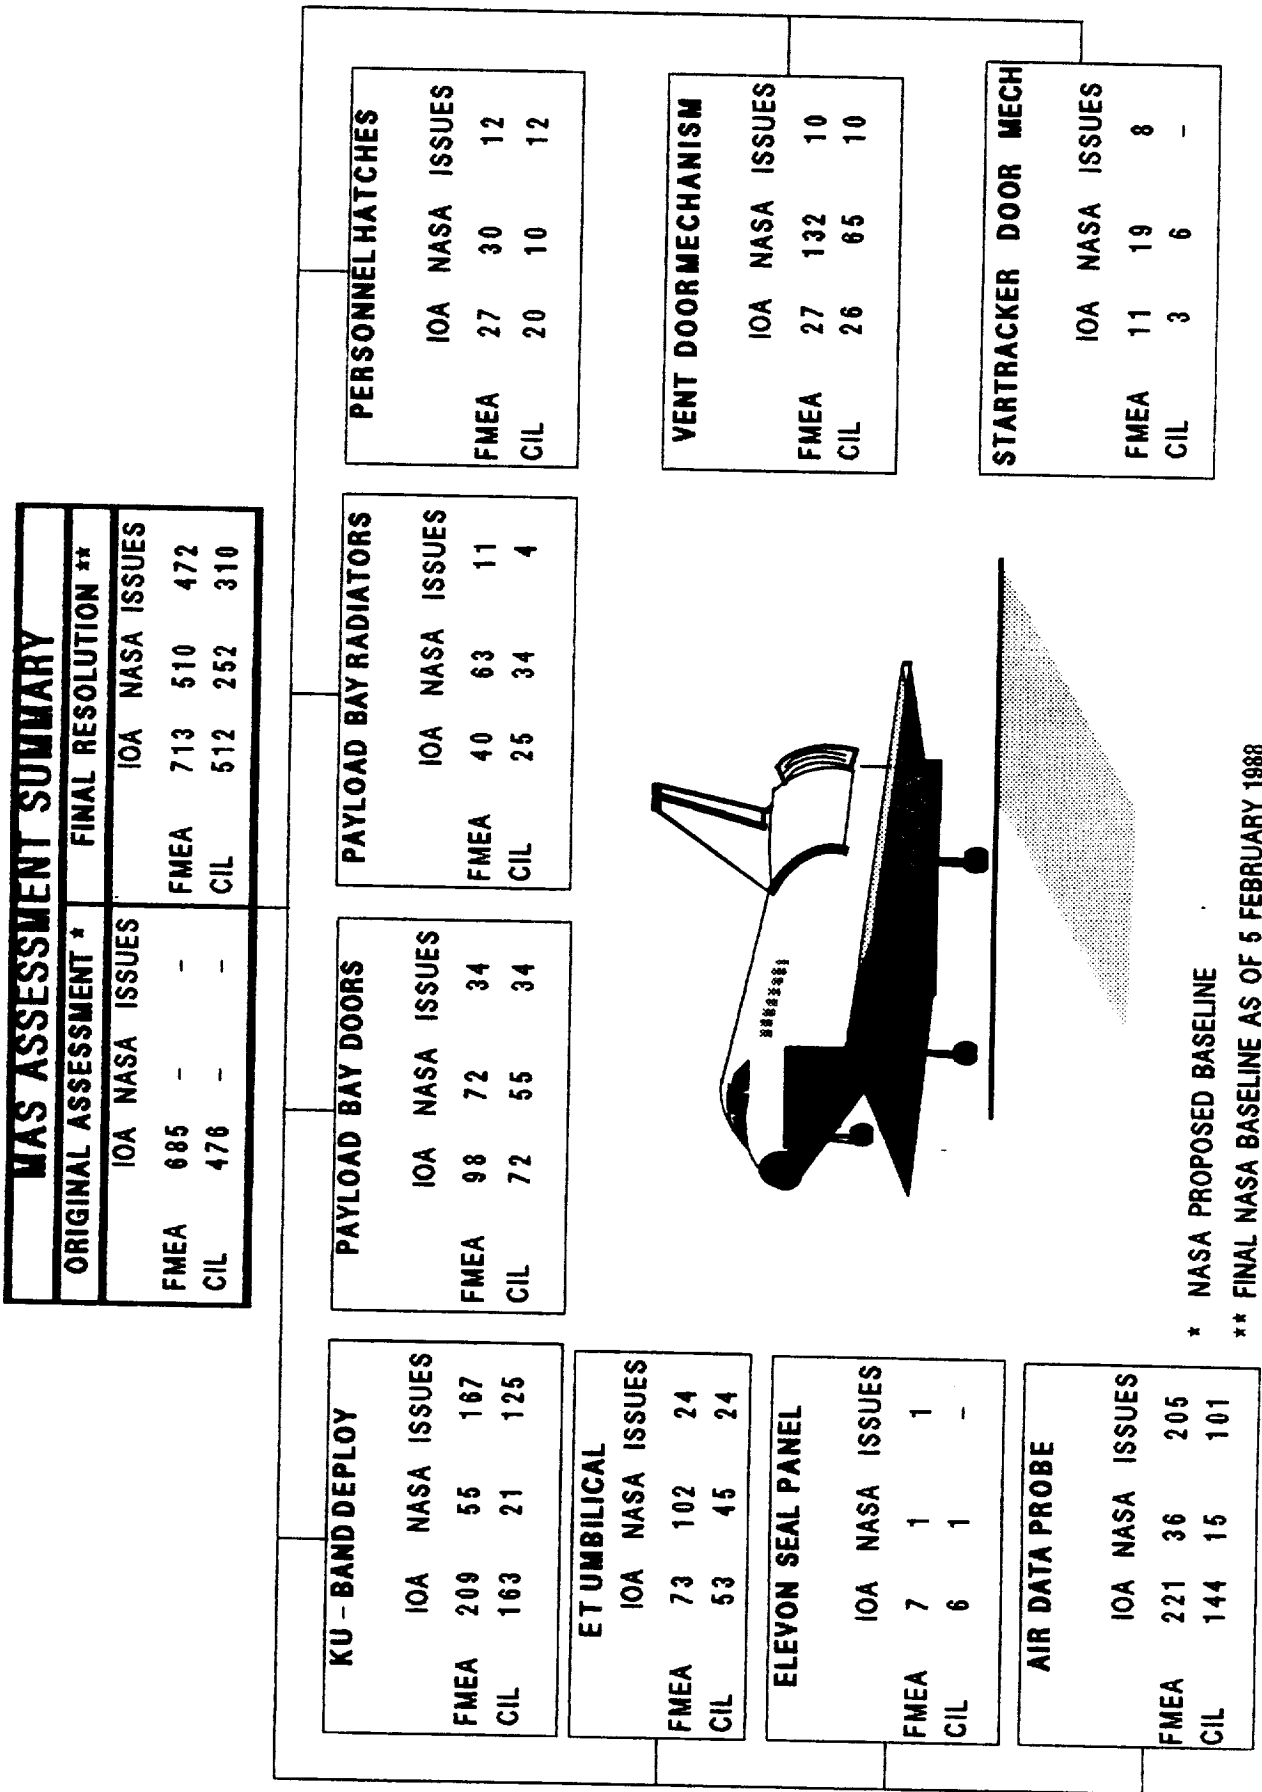 MAS ASSESSMENT SUMMARY
ORIGINAL ASSESSMENT * FINAL RESOLUTION **
IOA NASA ISSUES
FMEA 685 - -
CIL 476 - -
IOA NASA ISSUES
FMEA 713 510 472
CIL 512 252 310
KU-BAND DEPLOY
IOA NASA ISSUES
FMEA 209 55 167
CIL 163 21 125
PAYLOAD BAY DOORS
IOA NASA ISSUES
FMEA 98 72 34
CIL 72 55 34
PAYLOAD BAY RADIATORS
IOA NASA ISSUES
FMEA 40 63 11
CIL 25 34 4
PERSONNEL HATCHES
IOA NASA ISSUES
FMEA 27 30 12
CIL 20 10 12
ET UMBILICAL
IOA NASA ISSUES
FMEA 73 102 24
CIL 53 45 24
VENT DOOR MECHANISM
IOA NASA ISSUES
FMEA 27 132 10
CIL 26 65 10
ELEVON SEAL PANEL
IOA NASA ISSUES
FMEA 7 1 1
CIL 6 1 -
STARTRACKER DOOR MECH
IOA NASA ISSUES
FMEA 11 19 8
CIL 3 6 -
AIR DATA PROBE
IOA NASA ISSUES
FMEA 221 36 205
CIL 144 15 101
* NASA PROPOSED BASELINE
** FINAL NASA BASELINE AS OF 5 FEBRUARY 1988